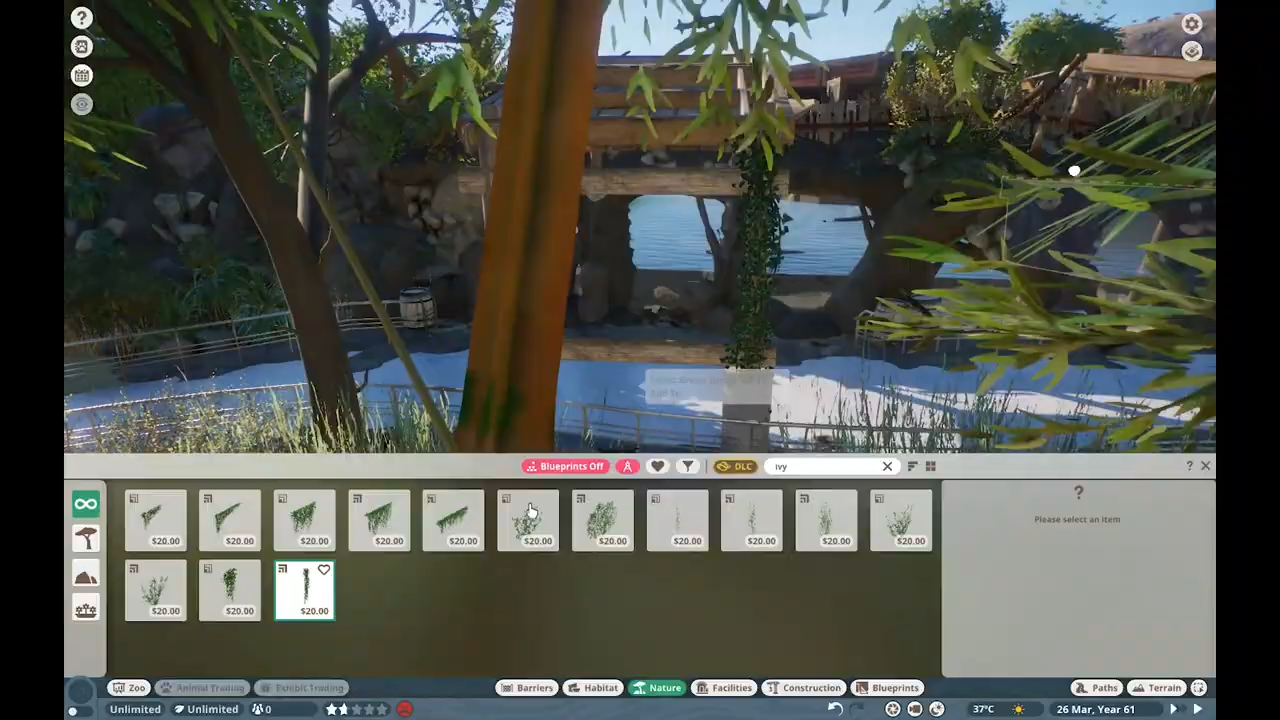 Blueprints Off
DLC
ivy
?
?
Please select an item
$20.00 $20.00 $20.00 $20.00 $20.00 $20.00 $20.00 $20.00 $20.00 $20.00 $20.00
$20.00 $20.00 $20.00
Zoo Animal Trading Exhibit Trading Barriers Habitat Nature Facilities Construction Blueprints Paths Terrain
Unlimited Unlimited 0 37°C 26 Mar, Year 61